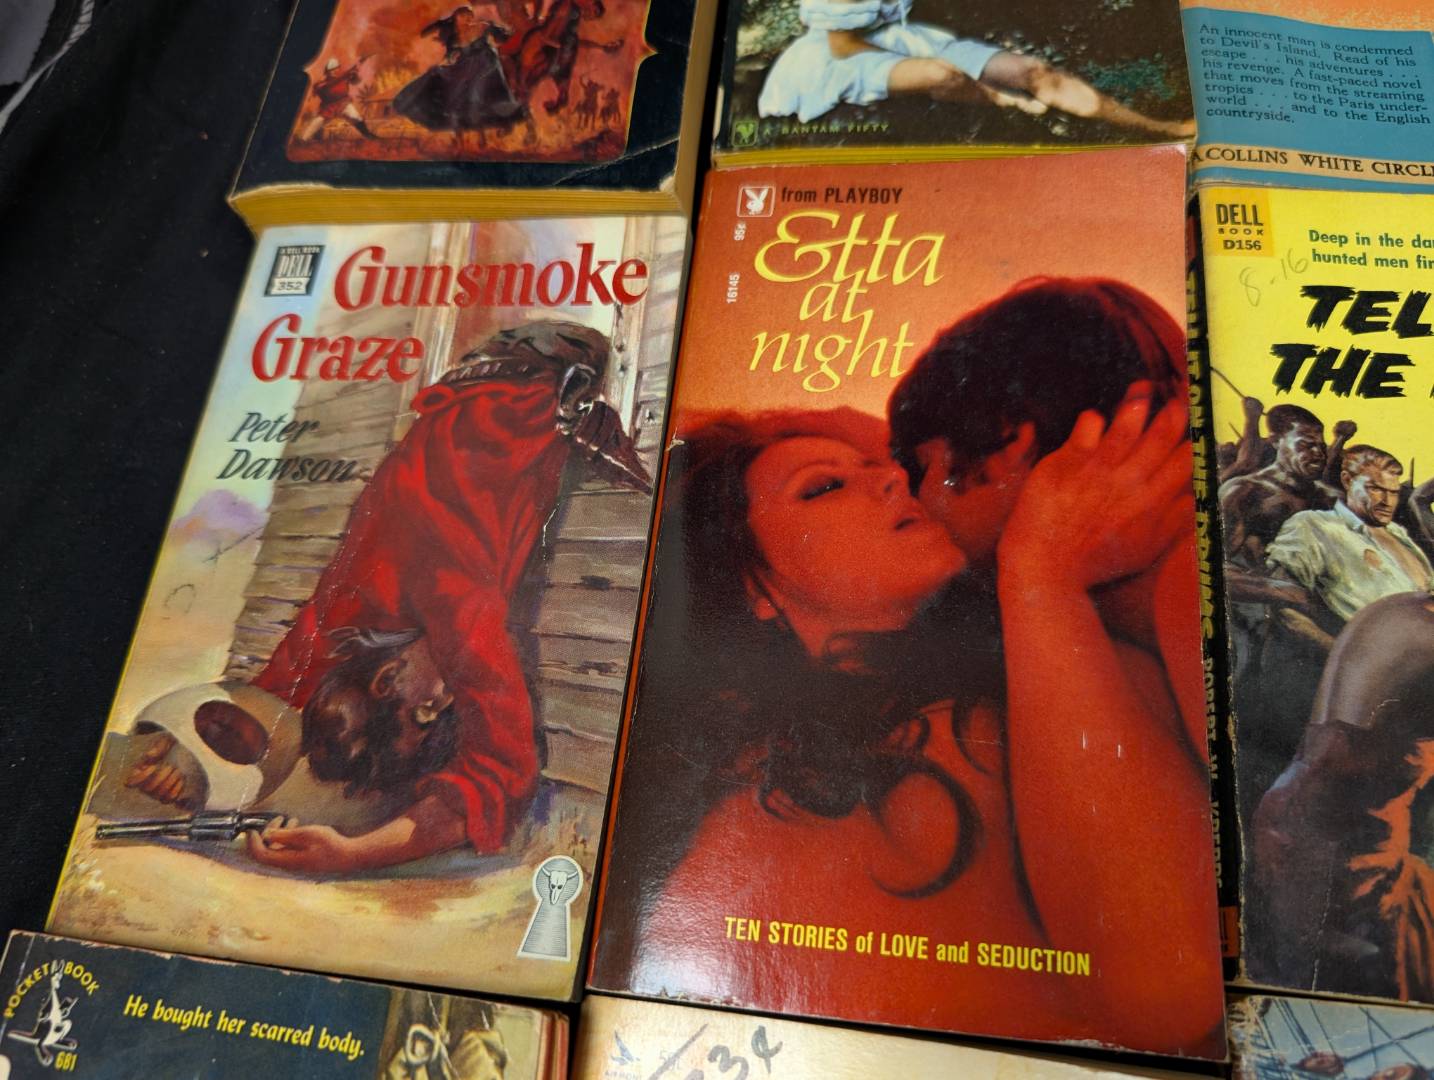 A BANTAM FIFTY
An innocent man is condemned
to Devil's Island. Read of his
escape . . . his adventures . . .
his revenge. A fast-paced novel
that moves from the streaming
tropics . . . to the Paris under-
world . . . and to the English
countryside.
A COLLINS WHITE CIRCLE
A DELL BOOK
DELL
352
Gunsmoke
Graze
Peter
Dawson
from PLAYBOY
95¢
16145
Etta
at
night
TEN STORIES of LOVE and SEDUCTION
DELL
BOOK
D156
8-16
Deep in the
hunted men
TEL
THE
POCKET BOOK
681
He bought her scarred body.